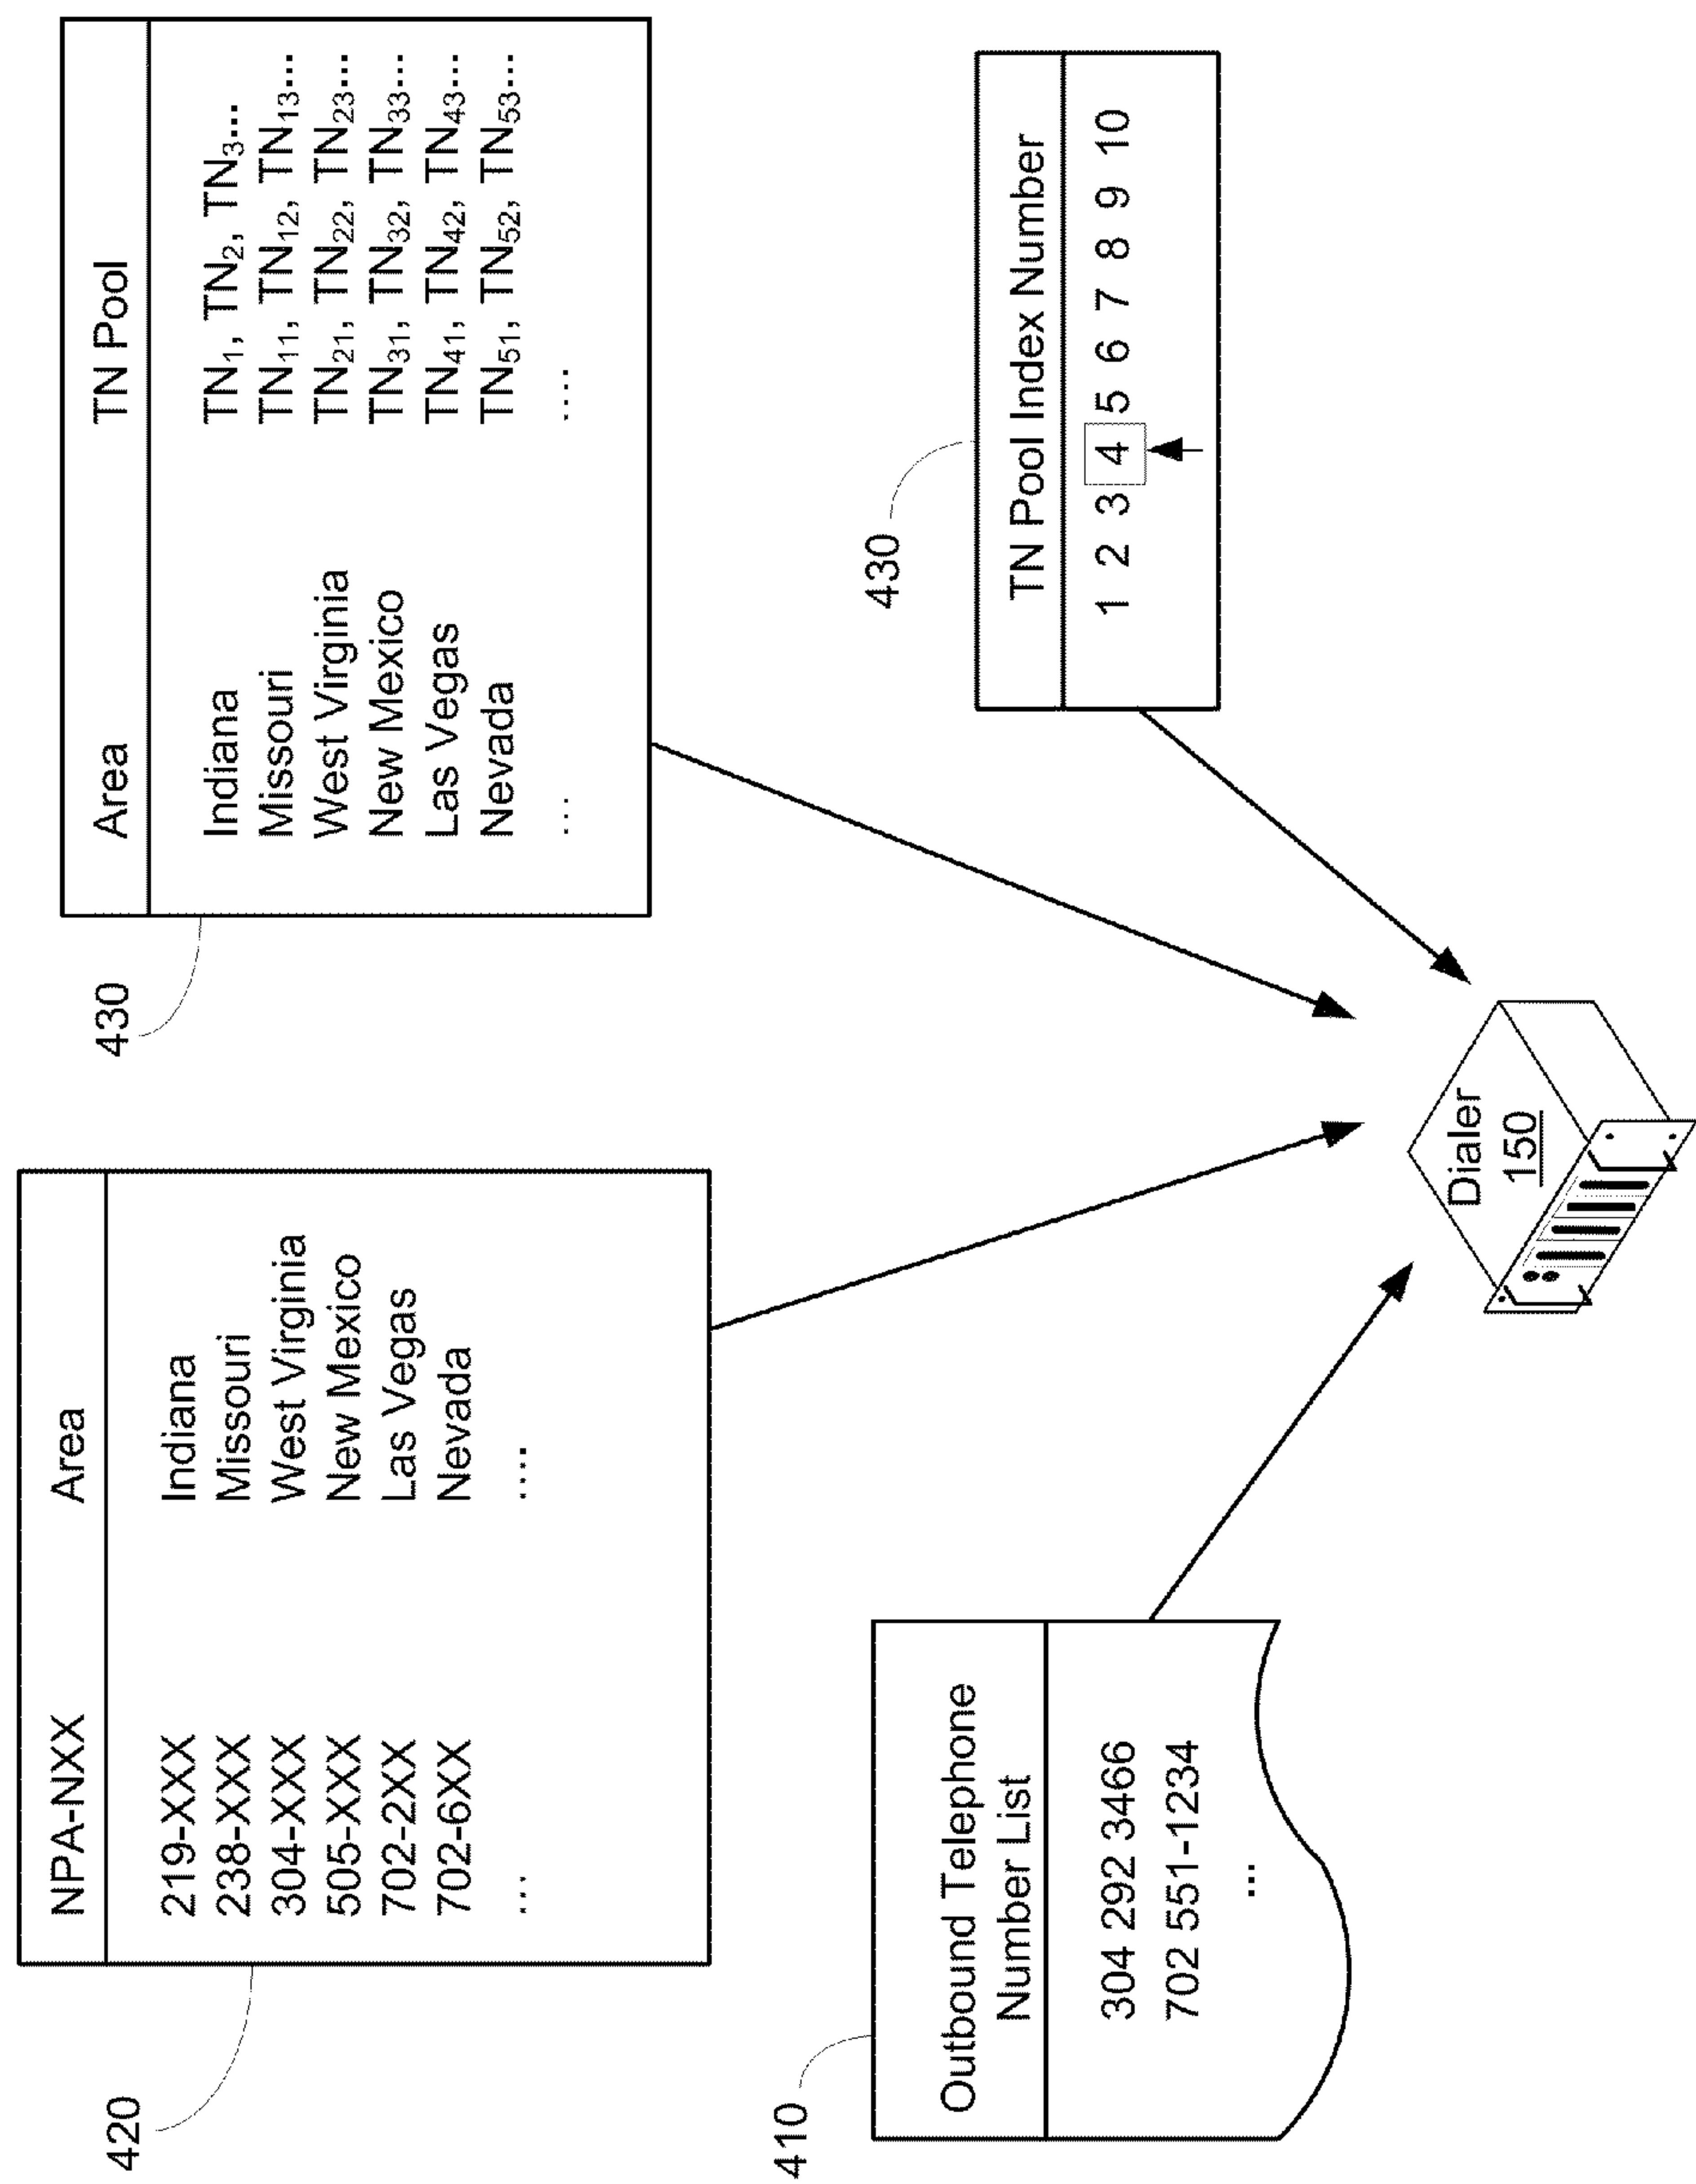 420
NPA-NXX Area
219-XXX Indiana
238-XXX Missouri
304-XXX West Virginia
505-XXX New Mexico
702-2XX Las Vegas
702-6XX Nevada
... ....
430
Area TN Pool
Indiana TN₁, TN₂, TN₃...
Missouri TN₁₁, TN₁₂, TN₁₃...
West Virginia TN₂₁, TN₂₂, TN₂₃...
New Mexico TN₃₁, TN₃₂, TN₃₃...
Las Vegas TN₄₁, TN₄₂, TN₄₃...
Nevada TN₅₁, TN₅₂, TN₅₃...
... ....
410
Outbound Telephone
Number List
304 292 3466
702 551-1234
...
430
TN Pool Index Number
1 2 3 4 5 6 7 8 9 10
Dialer
150